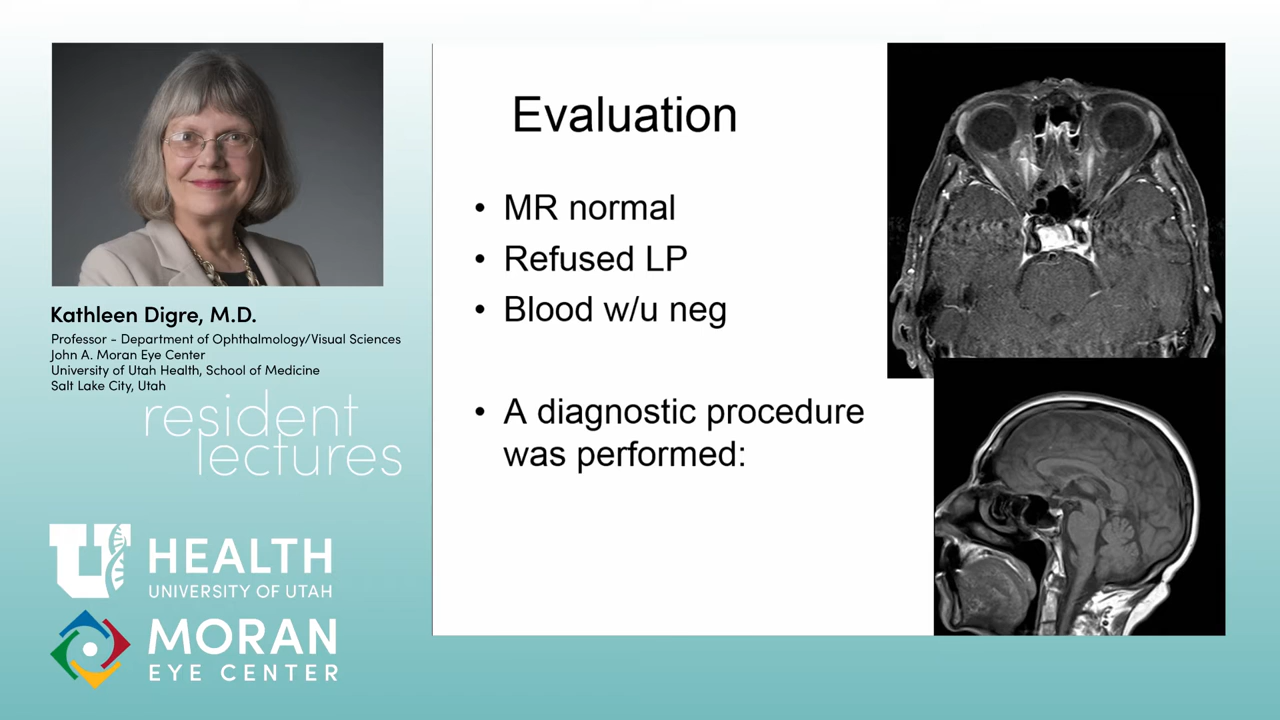 Kathleen Digre, M.D.
Professor - Department of Ophthalmology/Visual Sciences
John A. Moran Eye Center
University of Utah Health, School of Medicine
Salt Lake City, Utah
resident
lectures
U HEALTH
UNIVERSITY OF UTAH
MORAN
EYE CENTER
Evaluation
• MR normal
• Refused LP
• Blood w/u neg
• A diagnostic procedure
was performed: